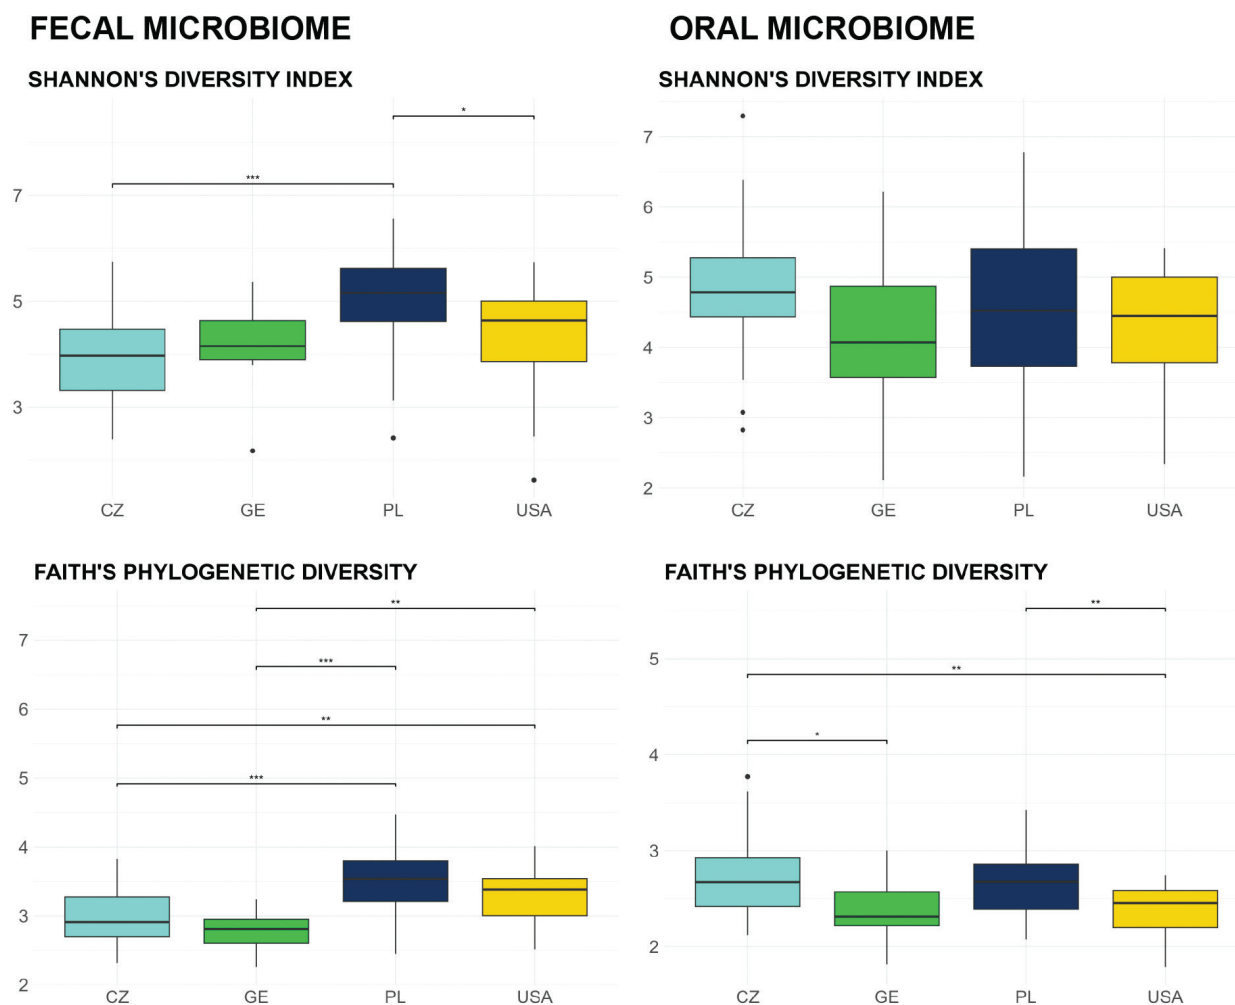 FECAL MICROBIOME
SHANNON'S DIVERSITY INDEX
*
***
7
5
3
CZ GE PL USA
ORAL MICROBIOME
SHANNON'S DIVERSITY INDEX
7
6
5
4
3
2
CZ GE PL USA
FAITH'S PHYLOGENETIC DIVERSITY
**
7
***
6
**
5
***
4
3
2
CZ GE PL USA
FAITH'S PHYLOGENETIC DIVERSITY
**
5
**
*
4
3
2
CZ GE PL USA